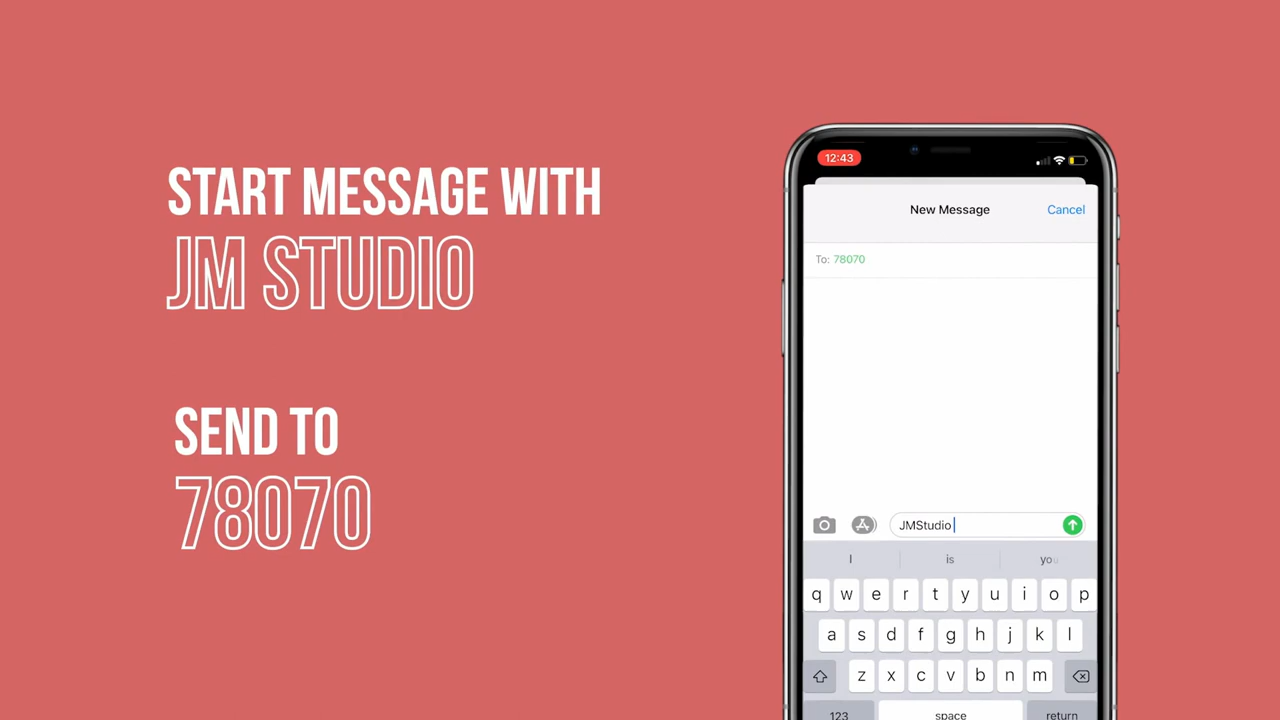 START MESSAGE WITH
JM STUDIO
SEND TO
78070
12:43
New Message
Cancel
To: 78070
JMStudio
I is you
q w e r t y u i o p
a s d f g h j k l
z x c v b n m
123 space return